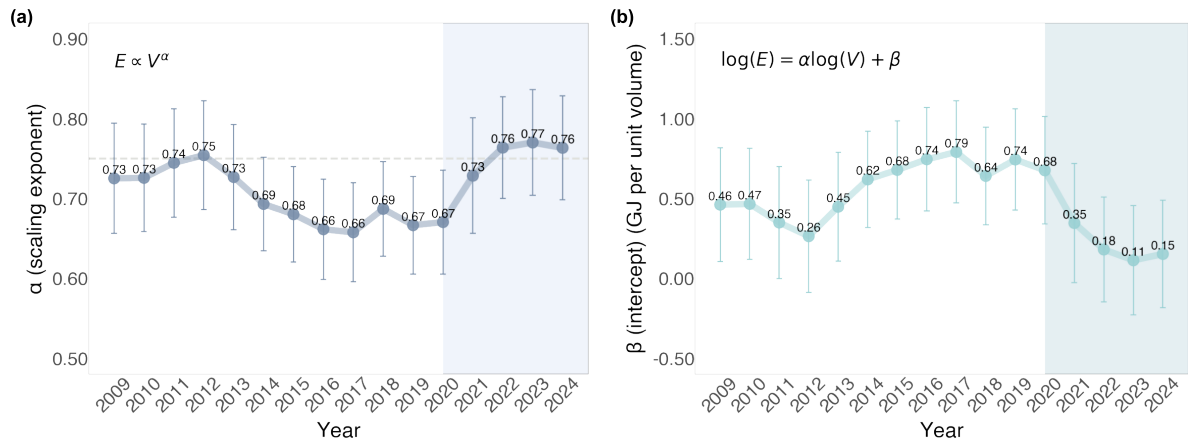 (a)
E ∝ V^α
α (scaling exponent)
0.90
0.80
0.70
0.60
0.50
0.73 0.73 0.74 0.75 0.73 0.69 0.68 0.66 0.66 0.69 0.67 0.67 0.73 0.76 0.77 0.76
2009 2010 2011 2012 2013 2014 2015 2016 2017 2018 2019 2020 2021 2022 2023 2024
Year
(b)
log(E) = αlog(V) + β
β (intercept) (GJ per unit volume)
1.50
1.00
0.50
0.00
-0.50
0.46 0.47 0.35 0.26 0.45 0.62 0.68 0.74 0.79 0.64 0.74 0.68 0.35 0.18 0.11 0.15
2009 2010 2011 2012 2013 2014 2015 2016 2017 2018 2019 2020 2021 2022 2023 2024
Year